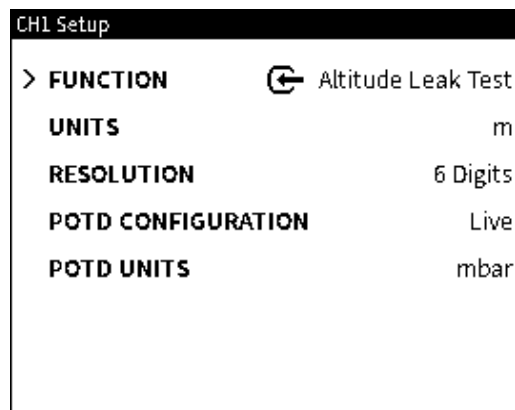 CH1 Setup
> FUNCTION Altitude Leak Test
UNITS m
RESOLUTION 6 Digits
POTD CONFIGURATION Live
POTD UNITS mbar